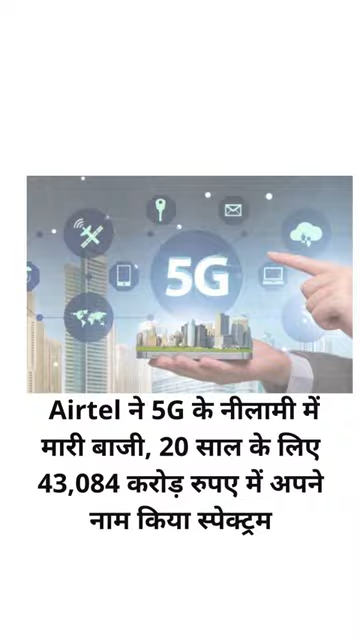 5G
Airtel ने 5G के नीलामी में
मारी बाजी, 20 साल के लिए
43,084 करोड़ रुपए में अपने
नाम किया स्पेक्ट्रम